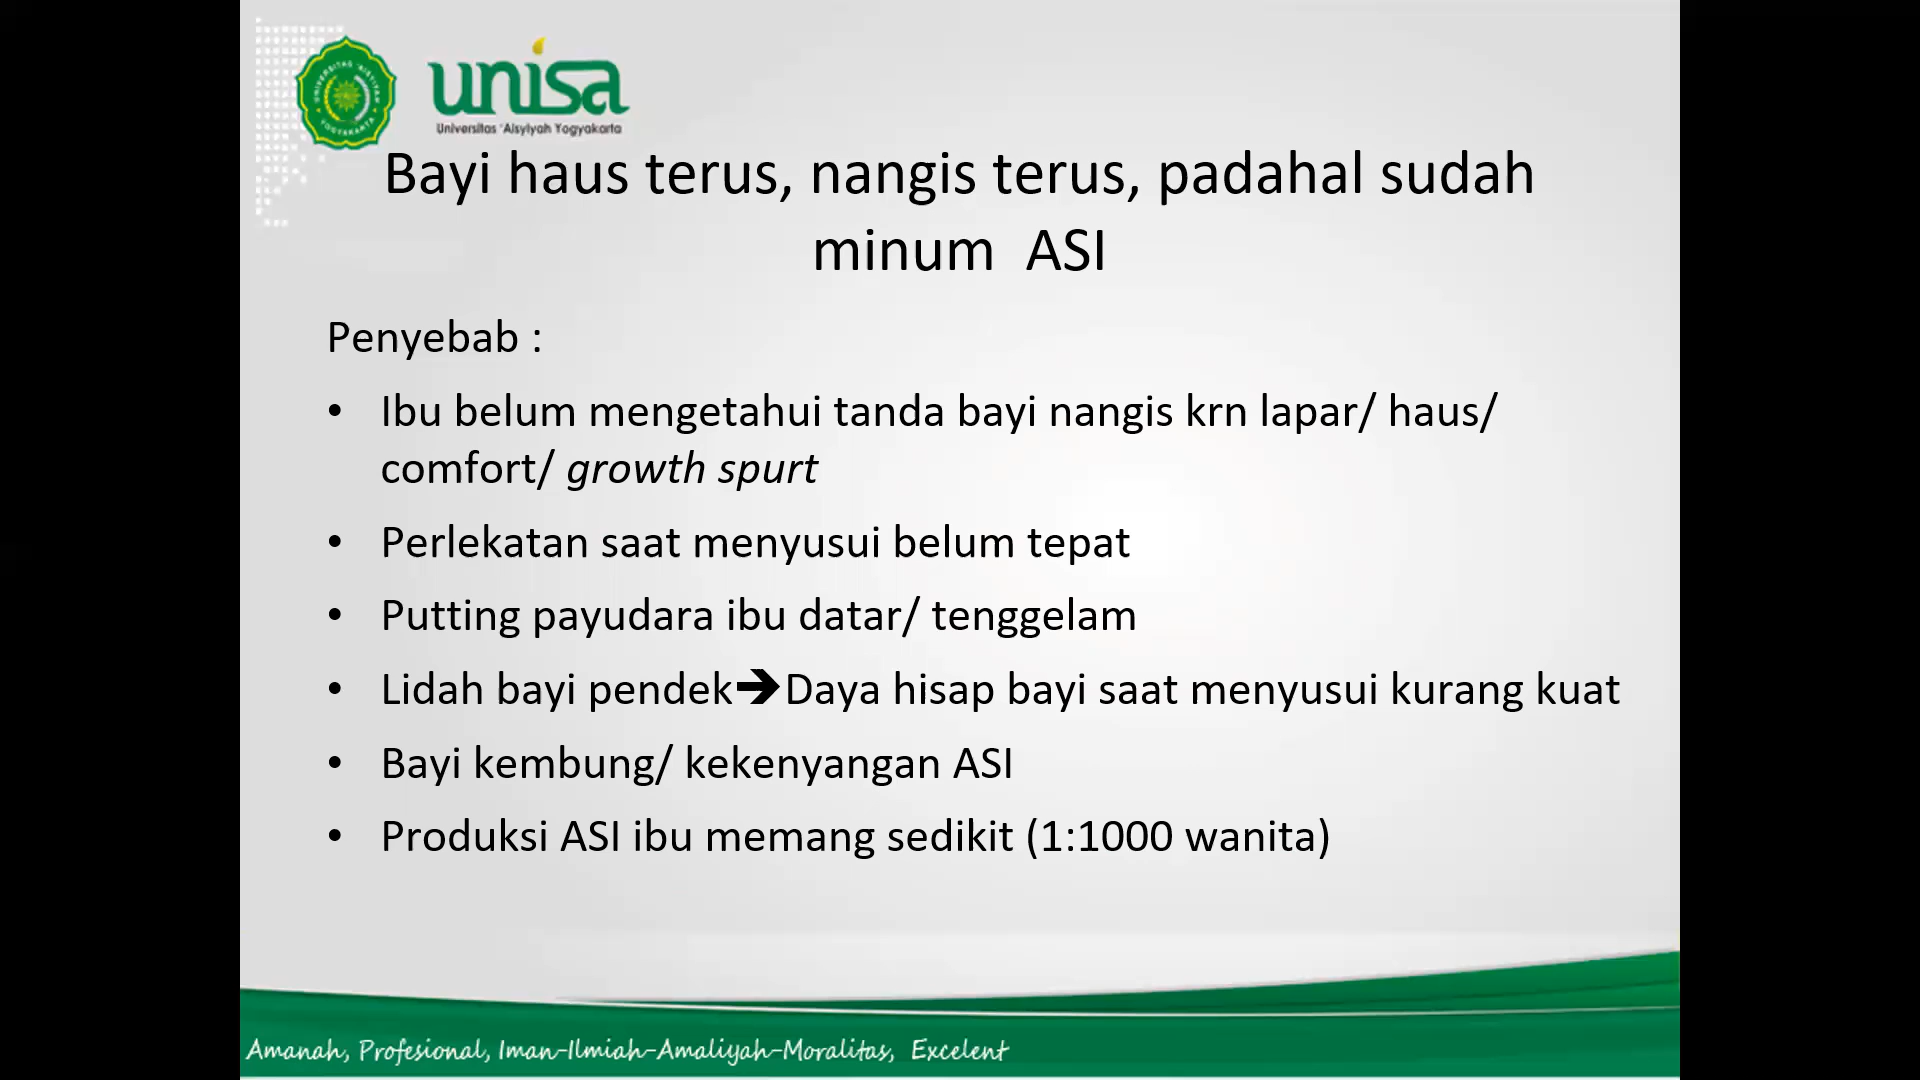 UNIVERSITAS 'AISYIYAH
YOGYAKARTA
unisa
Universitas 'Aisyiyah Yogyakarta
Bayi haus terus, nangis terus, padahal sudah
minum ASI
Penyebab :
• Ibu belum mengetahui tanda bayi nangis krn lapar/ haus/
comfort/ growth spurt
• Perlekatan saat menyusui belum tepat
• Putting payudara ibu datar/ tenggelam
• Lidah bayi pendek➔Daya hisap bayi saat menyusui kurang kuat
• Bayi kembung/ kekenyangan ASI
• Produksi ASI ibu memang sedikit (1:1000 wanita)
Amanah, Profesional, Iman-Ilmiah-Amaliyah-Moralitas, Excelent